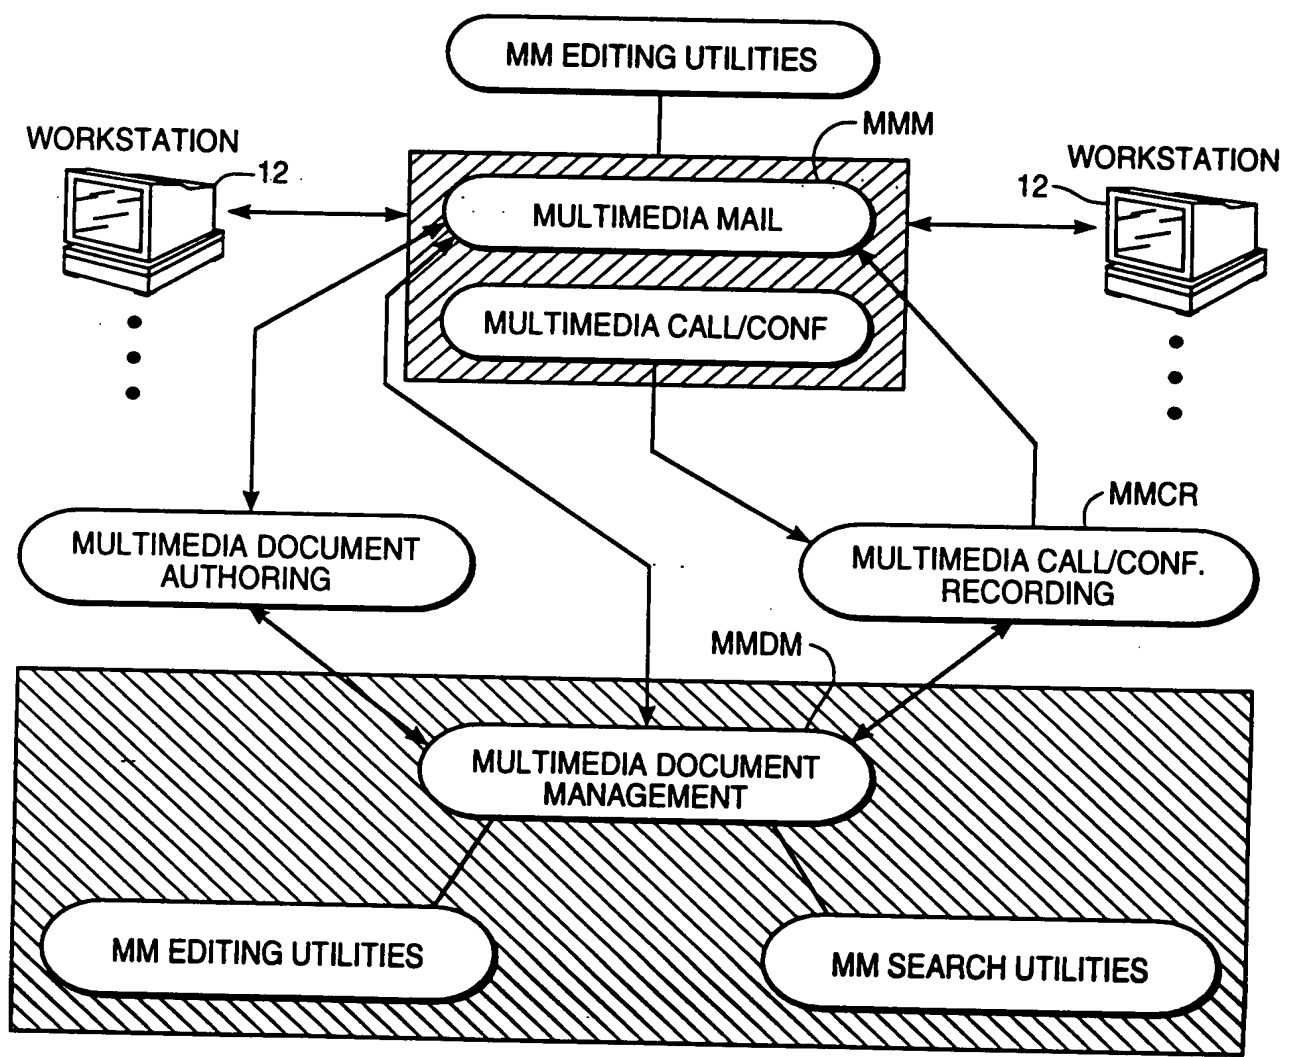 MM EDITING UTILITIES
MMM
WORKSTATION
12
WORKSTATION
12
MULTIMEDIA MAIL
MULTIMEDIA CALL/CONF
MMCR
MULTIMEDIA DOCUMENT
AUTHORING
MULTIMEDIA CALL/CONF.
RECORDING
MMDM
MULTIMEDIA DOCUMENT
MANAGEMENT
MM EDITING UTILITIES
MM SEARCH UTILITIES